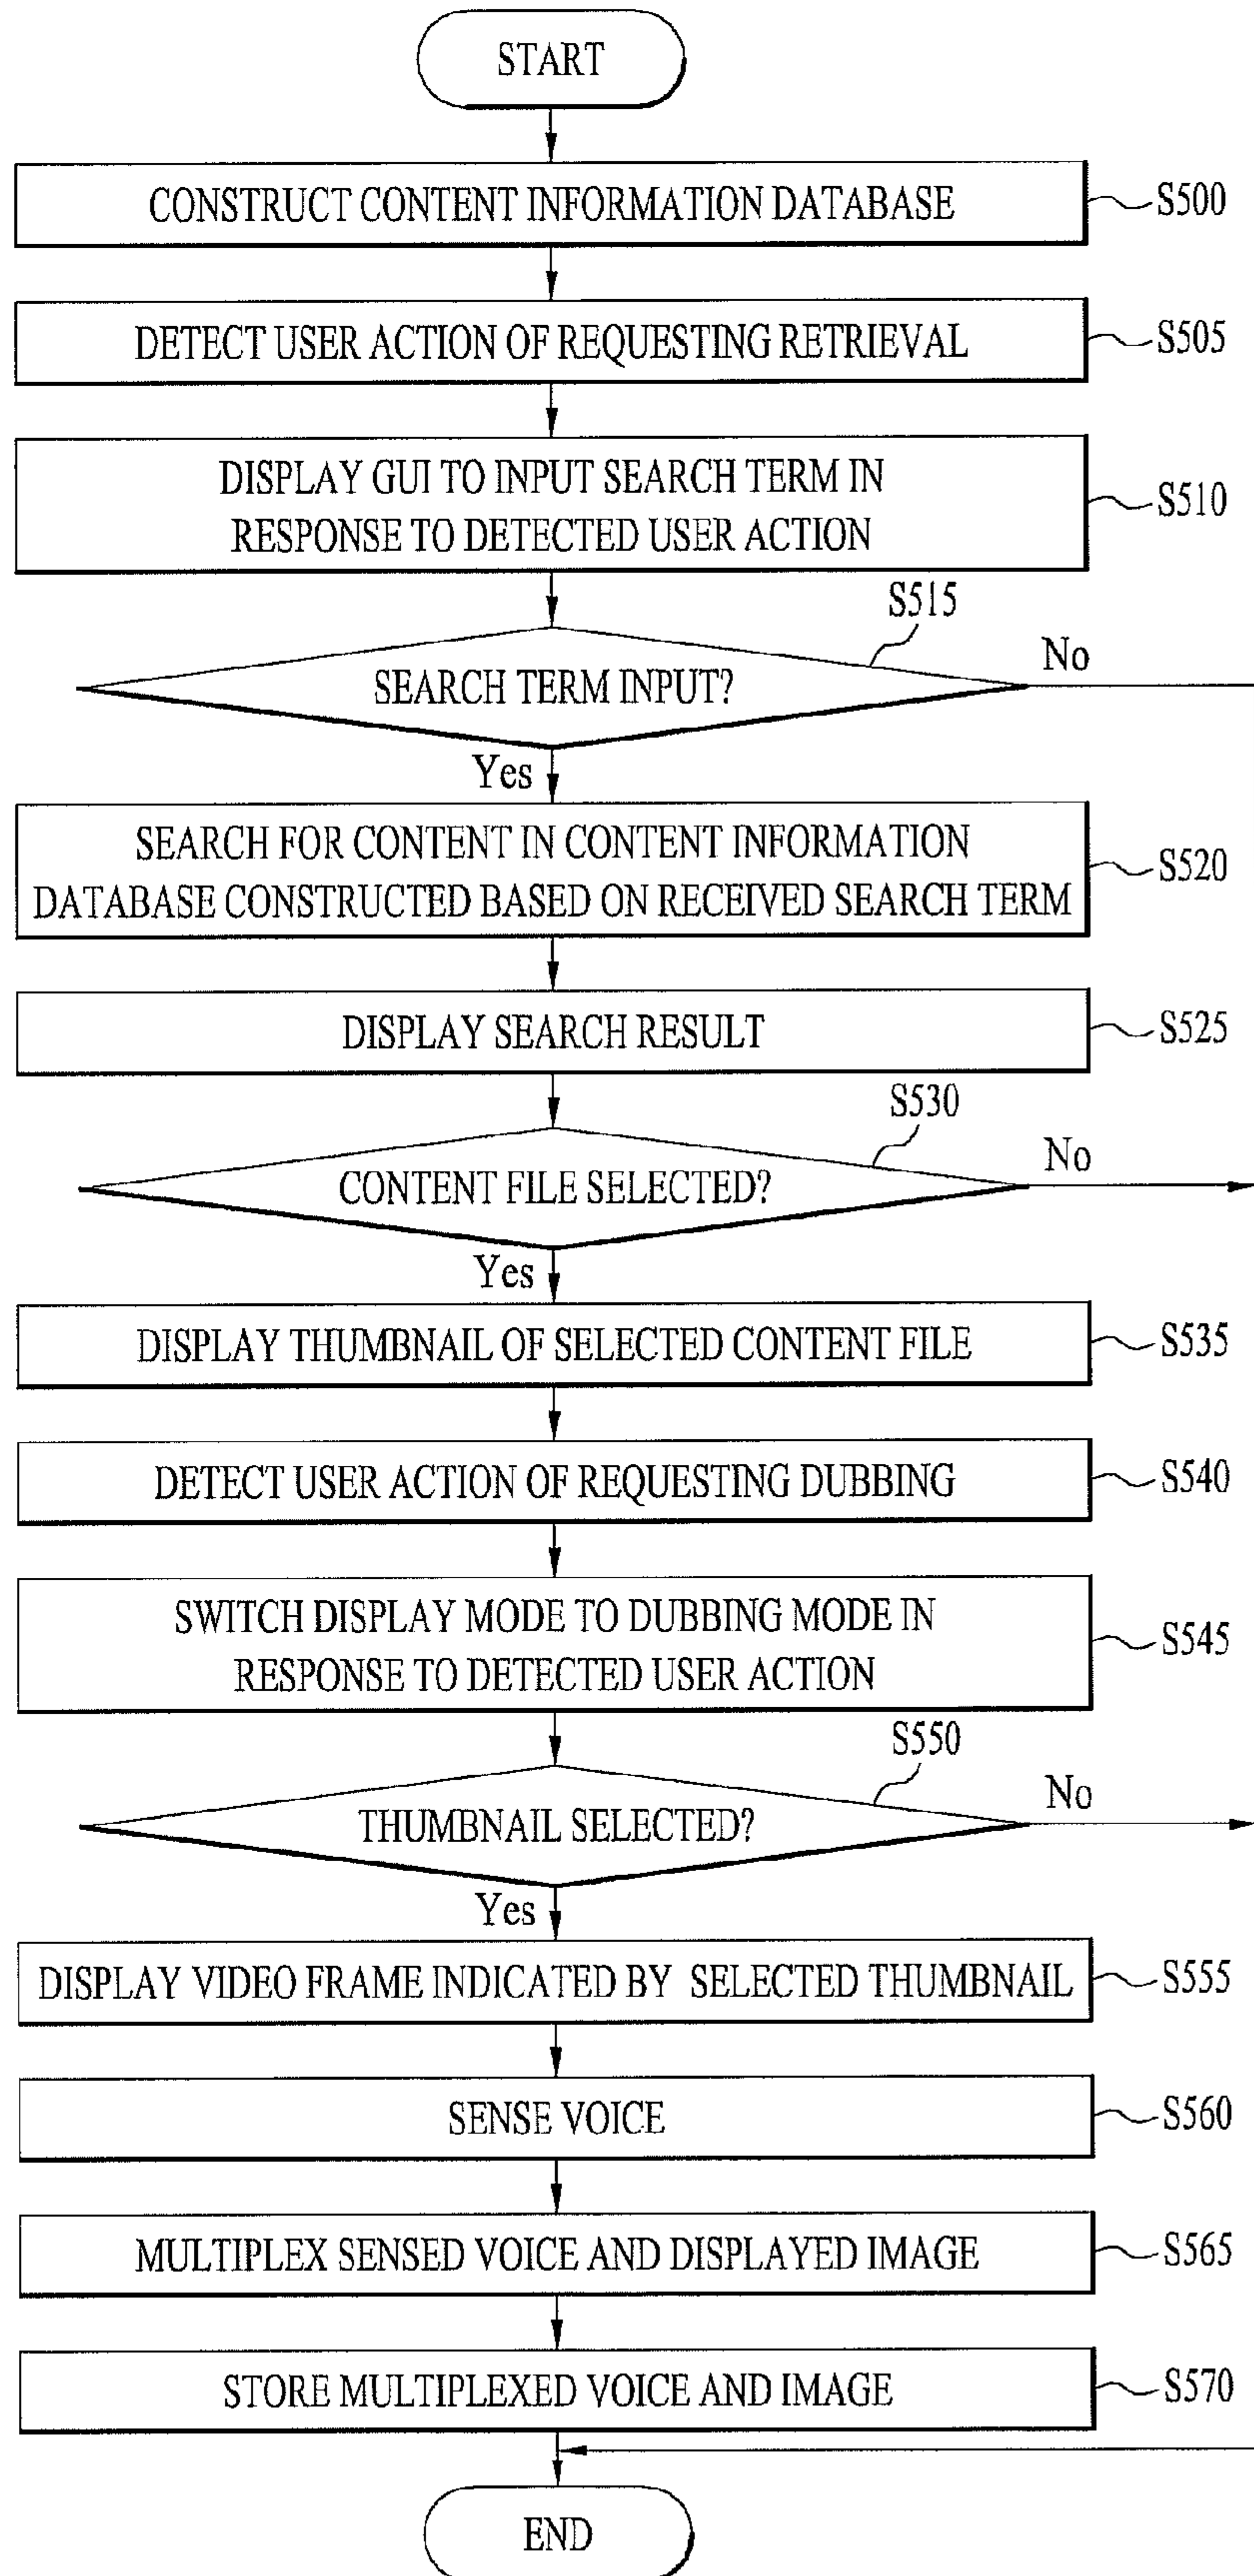 START
CONSTRUCT CONTENT INFORMATION DATABASE
S500
DETECT USER ACTION OF REQUESTING RETRIEVAL
S505
DISPLAY GUI TO INPUT SEARCH TERM IN
RESPONSE TO DETECTED USER ACTION
S510
S515
SEARCH TERM INPUT?
No
Yes
SEARCH FOR CONTENT IN CONTENT INFORMATION
DATABASE CONSTRUCTED BASED ON RECEIVED SEARCH TERM
S520
DISPLAY SEARCH RESULT
S525
S530
CONTENT FILE SELECTED?
No
Yes
DISPLAY THUMBNAIL OF SELECTED CONTENT FILE
S535
DETECT USER ACTION OF REQUESTING DUBBING
S540
SWITCH DISPLAY MODE TO DUBBING MODE IN
RESPONSE TO DETECTED USER ACTION
S545
S550
THUMBNAIL SELECTED?
No
Yes
DISPLAY VIDEO FRAME INDICATED BY SELECTED THUMBNAIL
S555
SENSE VOICE
S560
MULTIPLEX SENSED VOICE AND DISPLAYED IMAGE
S565
STORE MULTIPLEXED VOICE AND IMAGE
S570
END